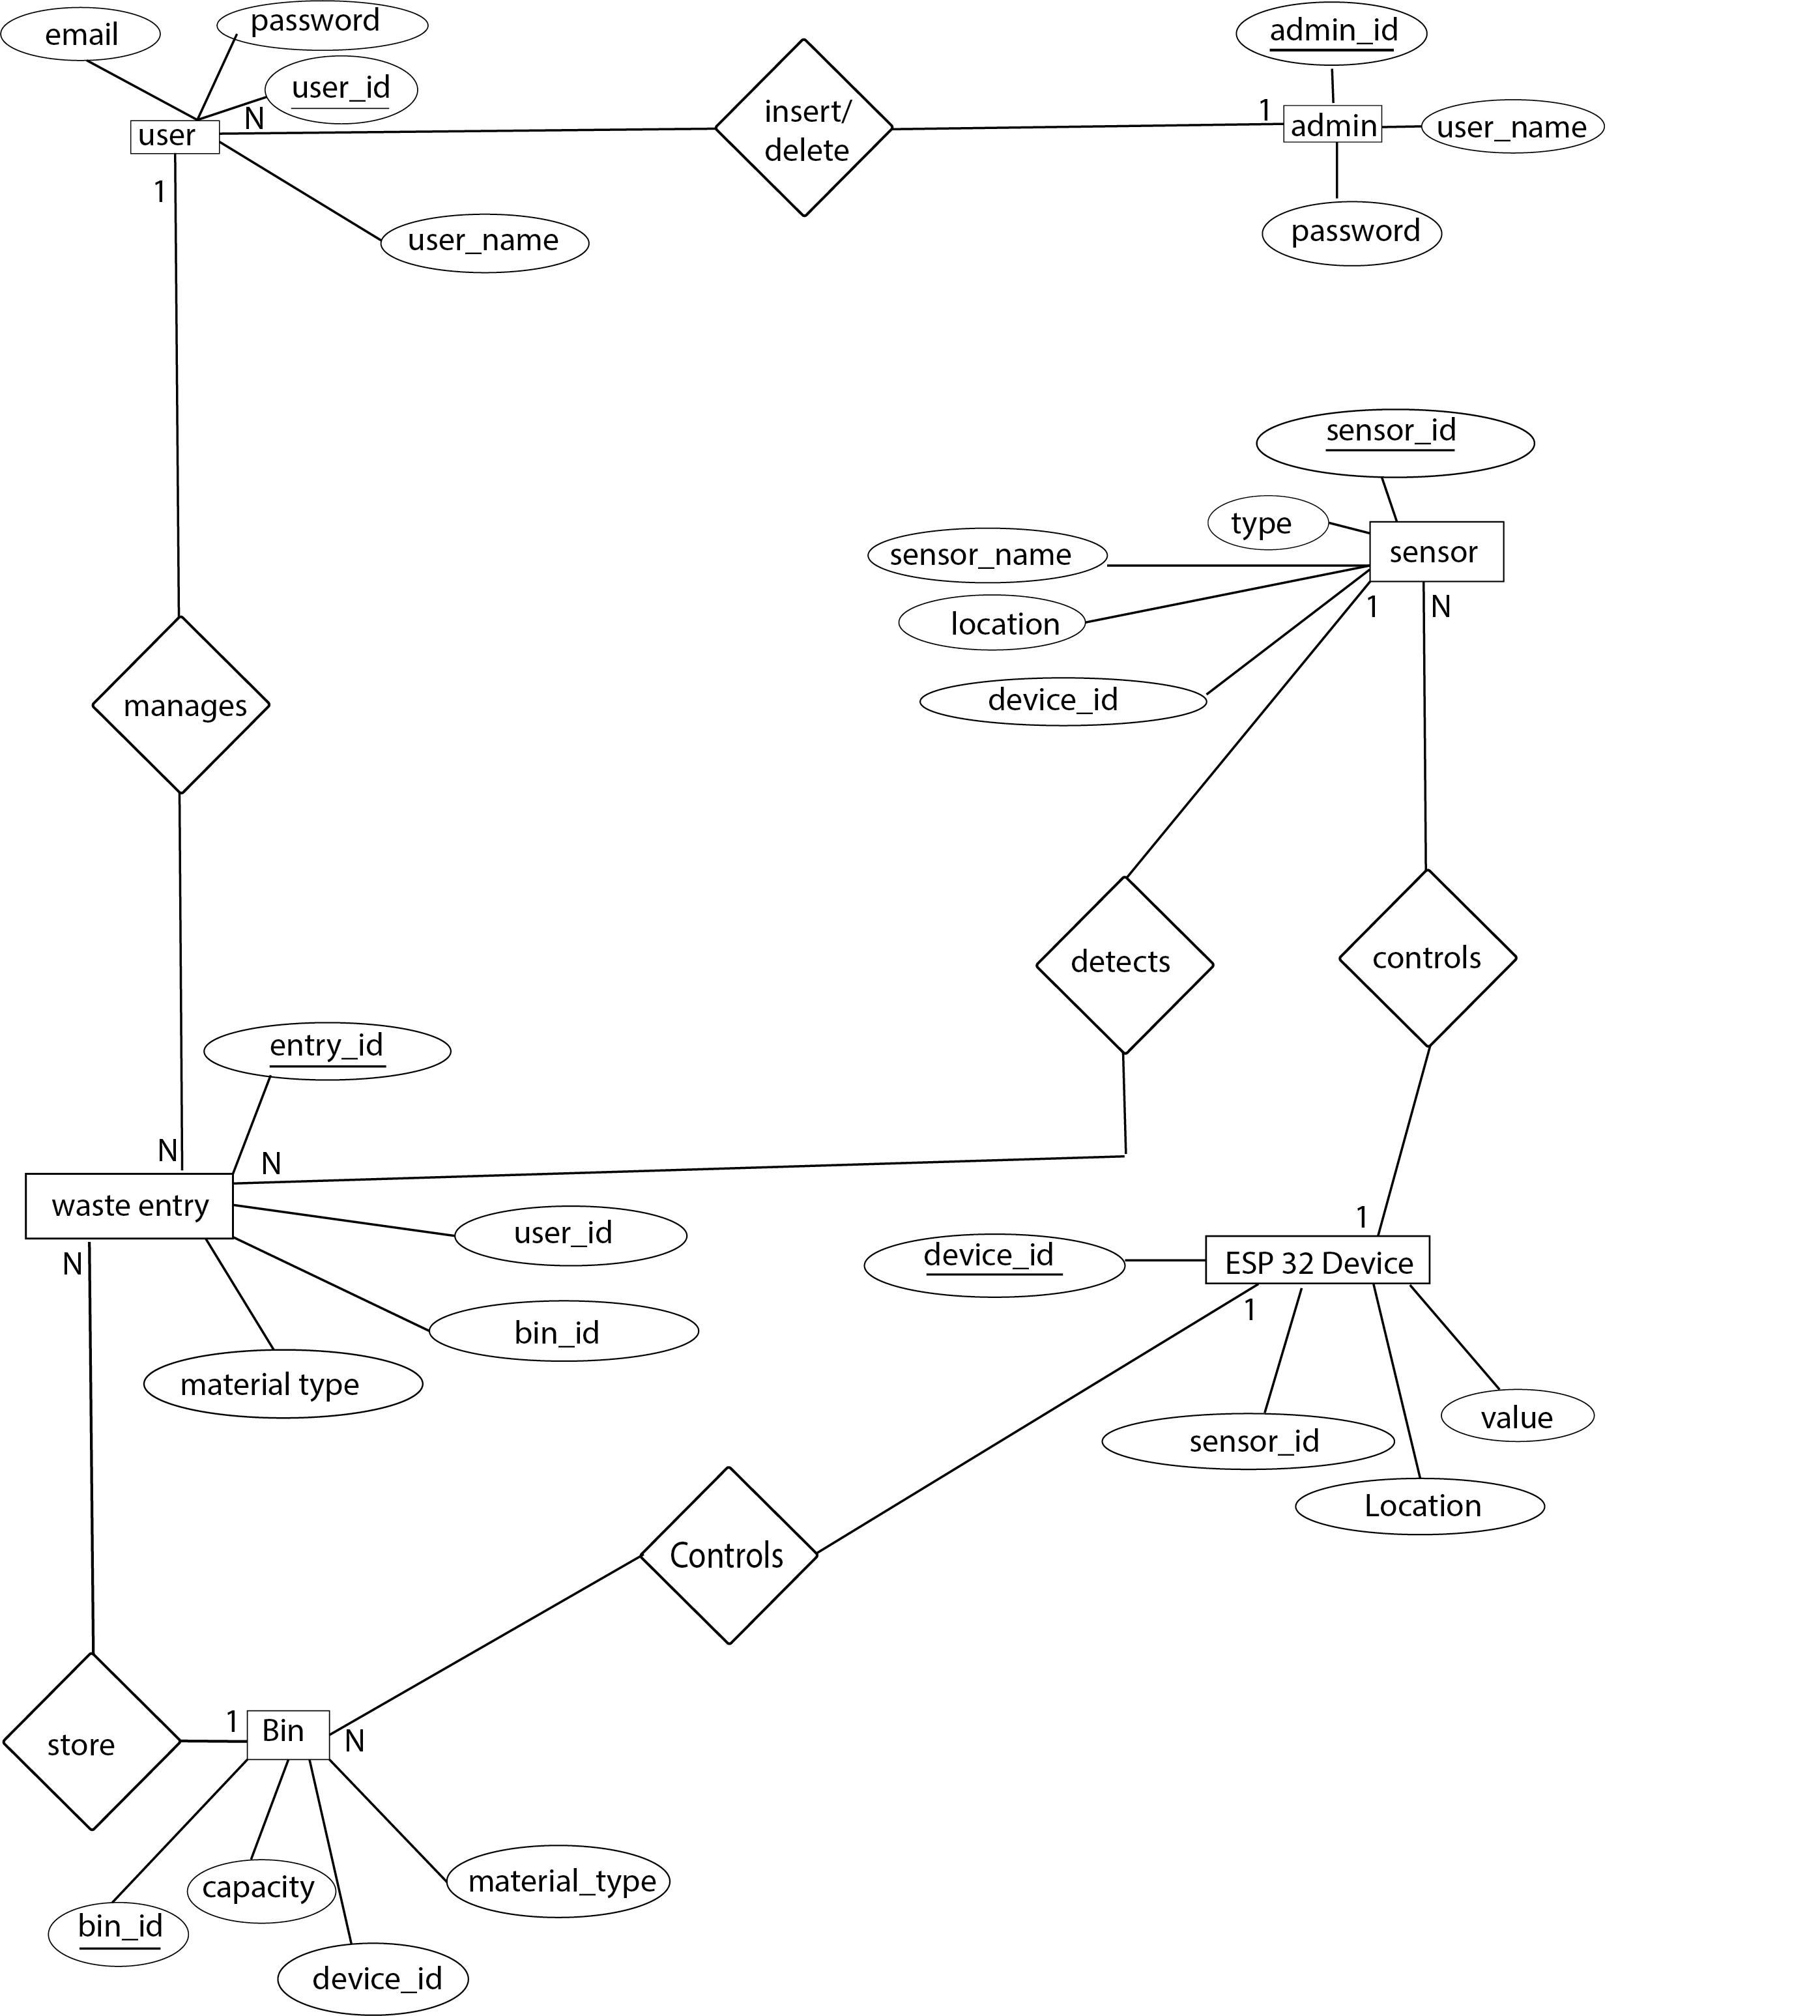 email
password
admin_id
user_id
N
insert/
delete
1
user
admin
user_name
1
user_name
password
sensor_id
type
sensor_name
sensor
location
1
N
device_id
manages
detects
controls
entry_id
N
N
waste entry
user_id
1
N
device_id
ESP 32 Device
bin_id
1
material type
value
sensor_id
Location
Controls
store
1
Bin
N
capacity
material_type
bin_id
device_id